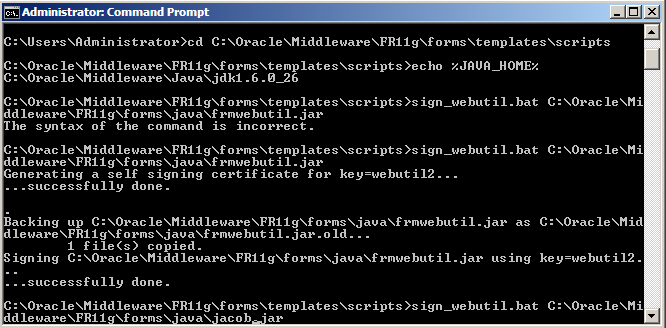 Administrator: Command Prompt
C:\Users\Administrator>cd C:\Oracle\Middleware\FR11g\forms\templates\scripts
C:\Oracle\Middleware\FR11g\forms\templates\scripts>echo %JAVA_HOME%
C:\Oracle\Middleware\Java\jdk1.6.0_26
C:\Oracle\Middleware\FR11g\forms\templates\scripts>sign_webutil.bat C:\Oracle\Mi
ddleware\FR11g\forms\java\frmwebutil.jar
The syntax of the command is incorrect.
C:\Oracle\Middleware\FR11g\forms\templates\scripts>sign_webutil.bat C:\Oracle\Mi
ddleware\FR11g\forms\java\frmwebutil.jar
Generating a self signing certificate for key=webutil2...
...successfully done.
.
Backing up C:\Oracle\Middleware\FR11g\forms\java\frmwebutil.jar as C:\Oracle\Mid
dleware\FR11g\forms\java\frmwebutil.jar.old...
1 file(s) copied.
Signing C:\Oracle\Middleware\FR11g\forms\java\frmwebutil.jar using key=webutil2.
..
...successfully done.
C:\Oracle\Middleware\FR11g\forms\templates\scripts>sign_webutil.bat C:\Oracle\Mi
ddleware\FR11g\forms\java\jacob.jar